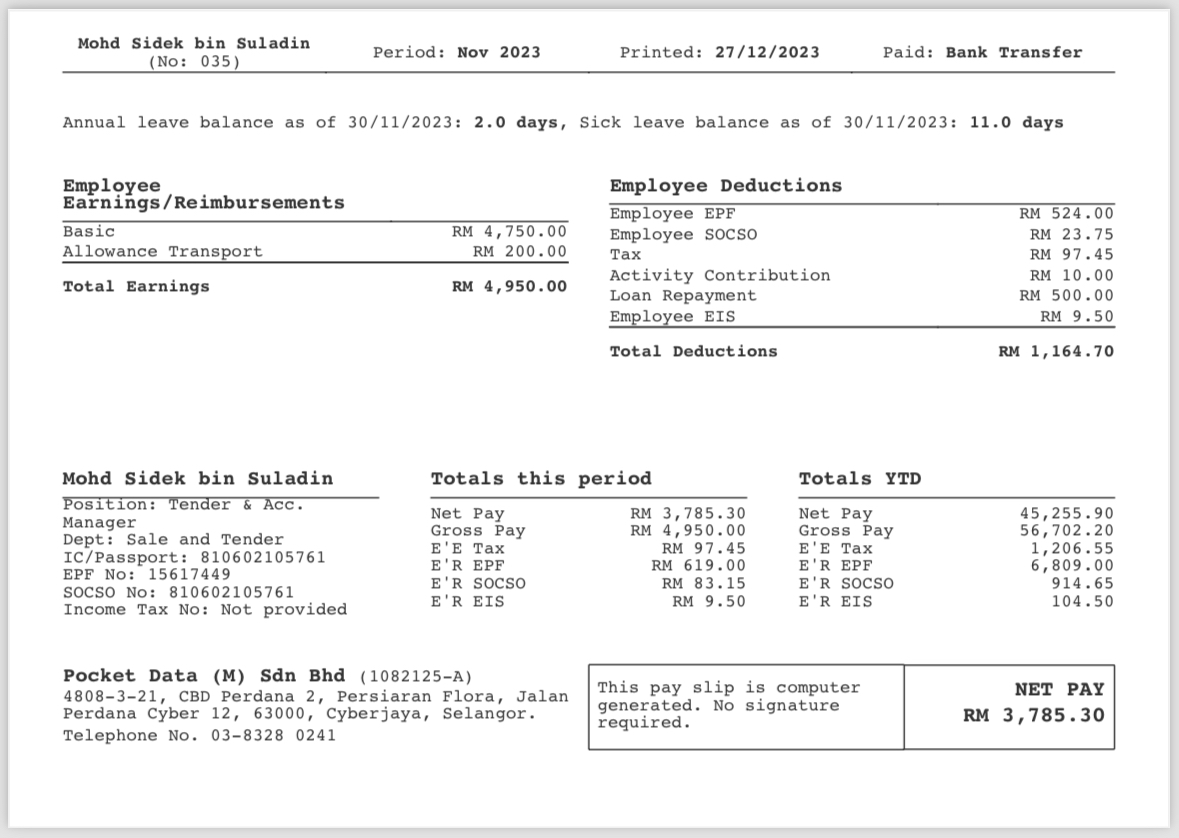 Mohd Sidek bin Suladin
(No: 035)
Period: Nov 2023
Printed: 27/12/2023
Paid: Bank Transfer
Annual leave balance as of 30/11/2023: 2.0 days, Sick leave balance as of 30/11/2023: 11.0 days
Employee
Earnings/Reimbursements
Basic RM 4,750.00
Allowance Transport RM 200.00
Total Earnings RM 4,950.00
Employee Deductions
Employee EPF RM 524.00
Employee SOCSO RM 23.75
Tax RM 97.45
Activity Contribution RM 10.00
Loan Repayment RM 500.00
Employee EIS RM 9.50
Total Deductions RM 1,164.70
Mohd Sidek bin Suladin
Position: Tender & Acc.
Manager
Dept: Sale and Tender
IC/Passport: 810602105761
EPF No: 15617449
SOCSO No: 810602105761
Income Tax No: Not provided
Totals this period
Net Pay RM 3,785.30
Gross Pay RM 4,950.00
E'E Tax RM 97.45
E'R EPF RM 619.00
E'R SOCSO RM 83.15
E'R EIS RM 9.50
Totals YTD
Net Pay 45,255.90
Gross Pay 56,702.20
E'E Tax 1,206.55
E'R EPF 6,809.00
E'R SOCSO 914.65
E'R EIS 104.50
Pocket Data (M) Sdn Bhd (1082125-A)
4808-3-21, CBD Perdana 2, Persiaran Flora, Jalan
Perdana Cyber 12, 63000, Cyberjaya, Selangor.
Telephone No. 03-8328 0241
This pay slip is computer
generated. No signature
required.
NET PAY
RM 3,785.30